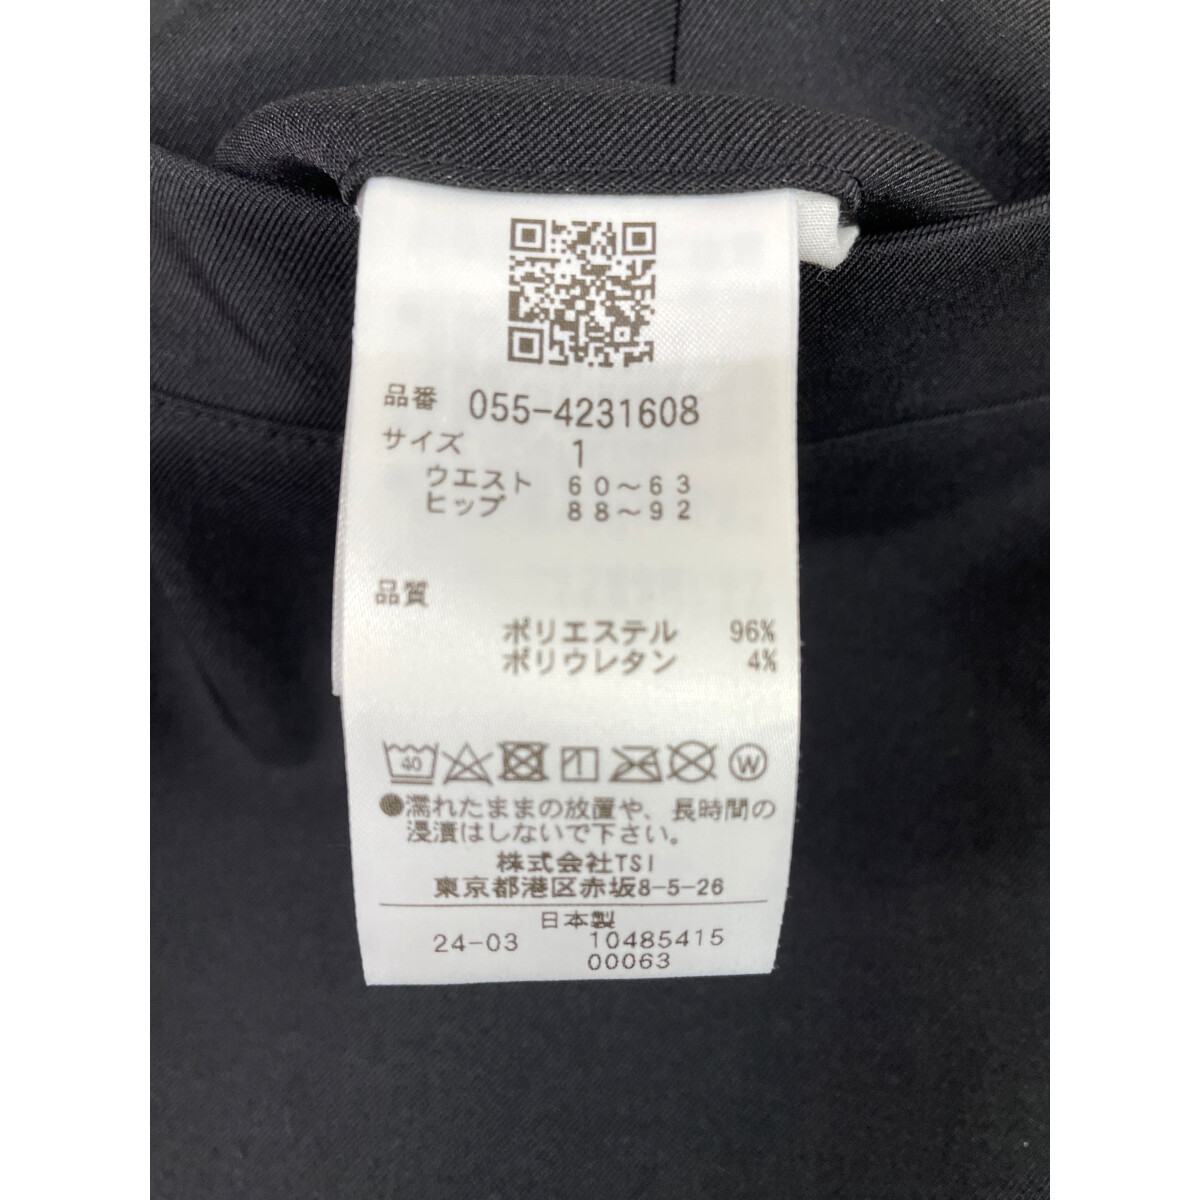 品番 055-4231608
サイズ 1
ウエスト 60～63
ヒップ 88～92
品質
ポリエステル 96%
ポリウレタン 4%
40 W
●濡れたままの放置や、長時間の
浸漬はしないで下さい。
株式会社TSI
東京都港区赤坂8-5-26
日本製
24-03 10485415
00063